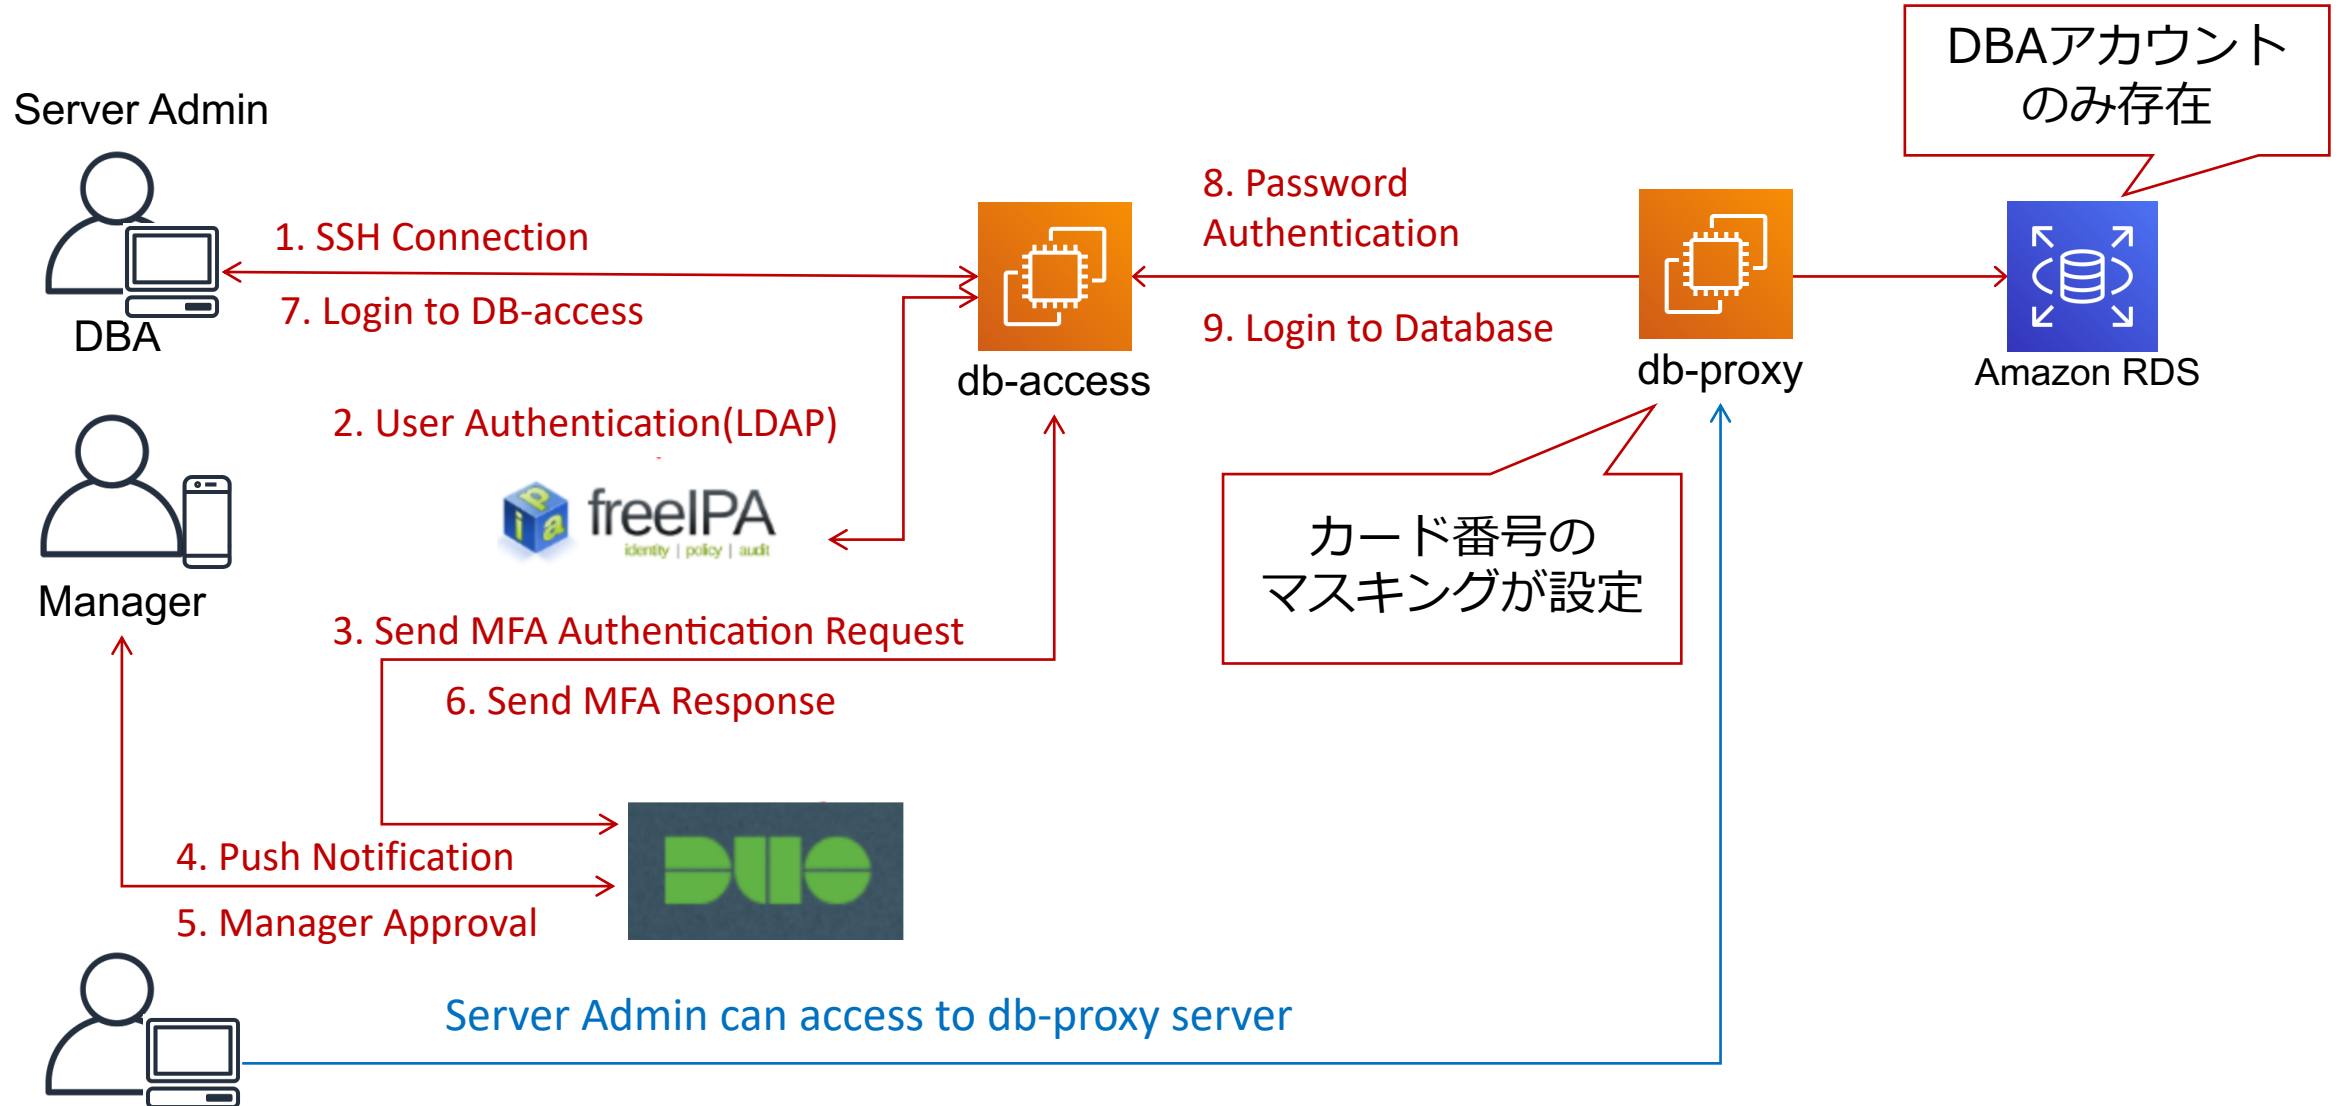 DBAアカウント
のみ存在
Server Admin
8. Password
Authentication
1. SSH Connection
7. Login to DB-access
9. Login to Database
DBA
db-access
db-proxy
Amazon RDS
2. User Authentication(LDAP)
freeIPA
identity | policy | audit
カード番号の
マスキングが設定
Manager
3. Send MFA Authentication Request
6. Send MFA Response
4. Push Notification
DUO
5. Manager Approval
Server Admin can access to db-proxy server